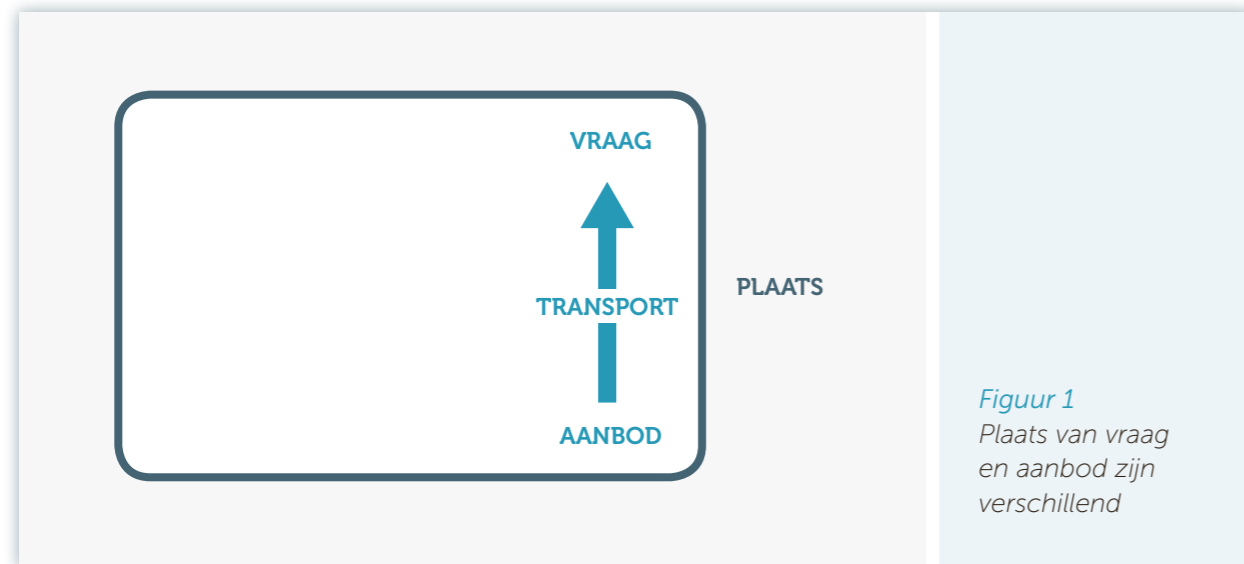 VRAAG
TRANSPORT
PLAATS
AANBOD
Figuur 1
Plaats van vraag
en aanbod zijn
verschillend